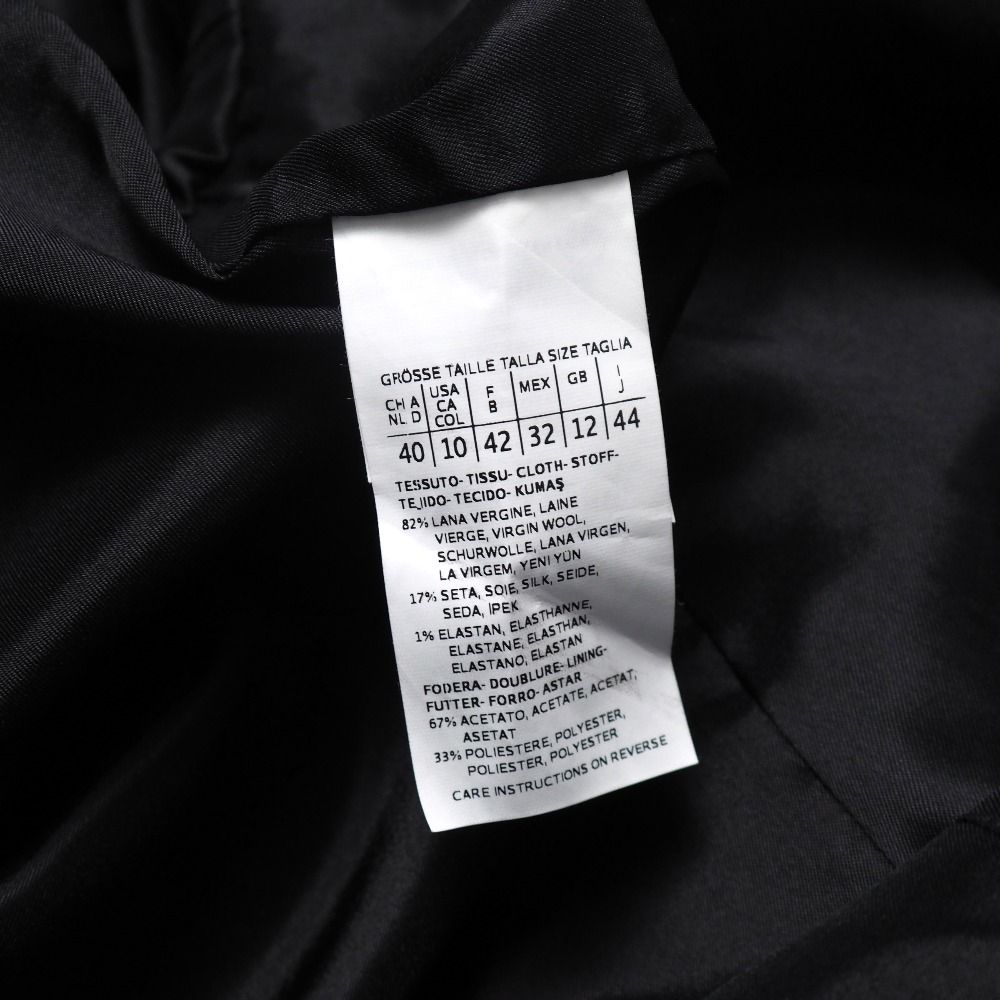 GRÖSSE TAILLE TALLA SIZE TAGLIA
CH A NL D | USA CA COL | F B | MEX | GB | I J
40 | 10 | 42 | 32 | 12 | 44
TESSUTO- TISSU- CLOTH- STOFF-
TEJIDO- TECIDO- KUMAŞ
82% LANA VERGINE, LAINE
VIERGE, VIRGIN WOOL,
SCHURWOLLE, LANA VIRGEN,
LA VIRGEM, YENI YÜN
17% SETA, SOIE, SILK, SEIDE,
SEDA, IPEK
1% ELASTAN, ELASTHANNE,
ELASTANE, ELASTHAN,
ELASTANO, ELASTAN
FODERA- DOUBLURE- LINING-
FUTTER- FORRO- ASTAR
67% ACETATO, ACETATE, ACETAT,
ASETAT
33% POLIESTERE, POLYESTER,
POLIESTER, POLYESTER
CARE INSTRUCTIONS ON REVERSE